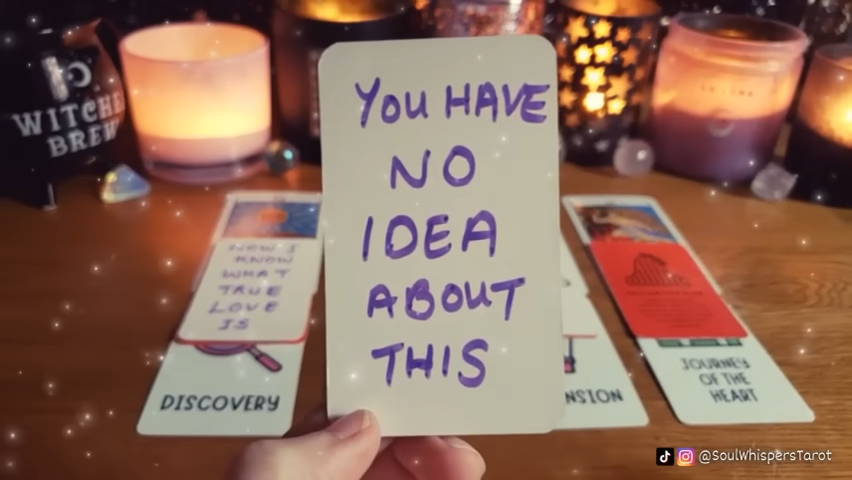 WITCHES
BREW
YOU HAVE
NO
IDEA
ABOUT
THIS
NOW I
KNOW
WHAT
TRUE
LOVE
IS
DISCOVERY
NSION
JOURNEY
OF THE
HEART
@SoulWhispersTarot